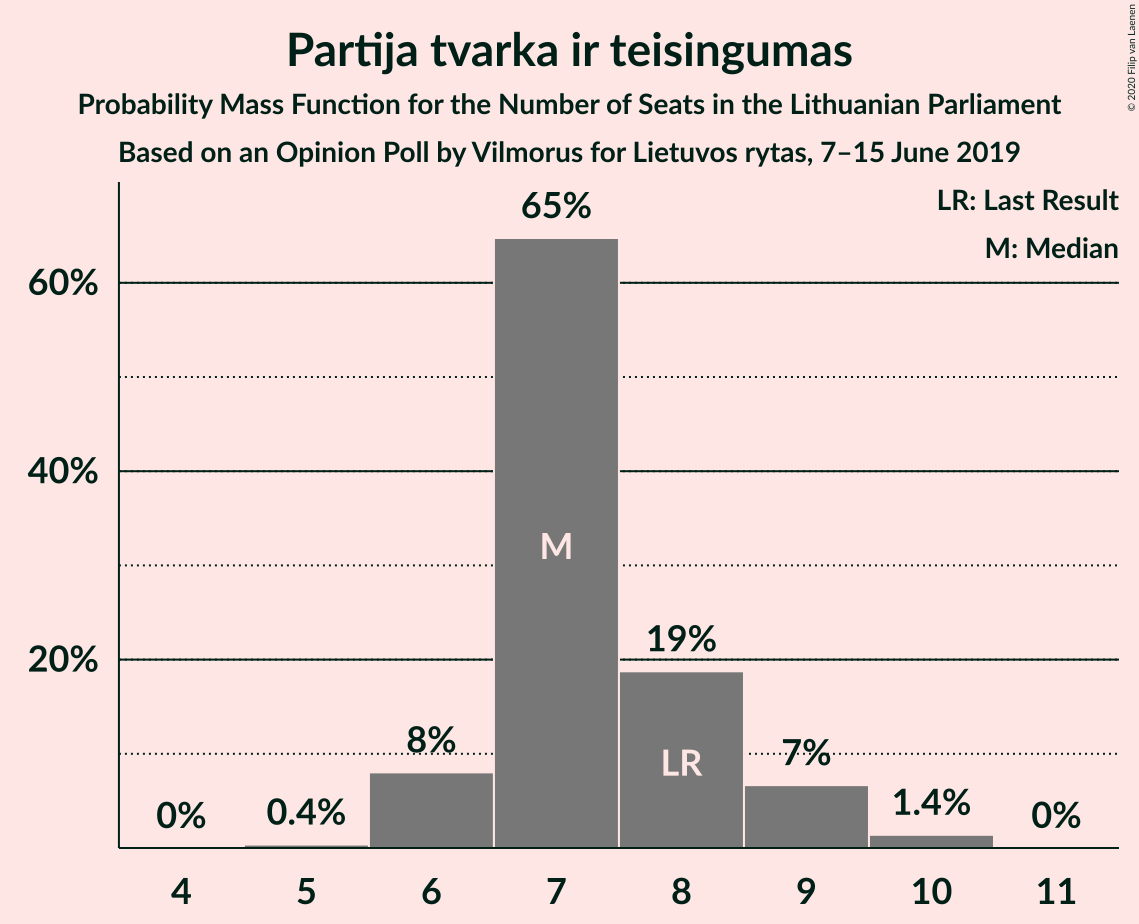 Partija tvarka ir teisingumas
Probability Mass Function for the Number of Seats in the Lithuanian Parliament
Based on an Opinion Poll by Vilmorus for Lietuvos rytas, 7–15 June 2019
© 2020 Filip van Laenen
LR: Last Result
M: Median
60%
40%
20%
0%
0.4%
8%
65%
M
19%
LR
7%
1.4%
0%
4 5 6 7 8 9 10 11